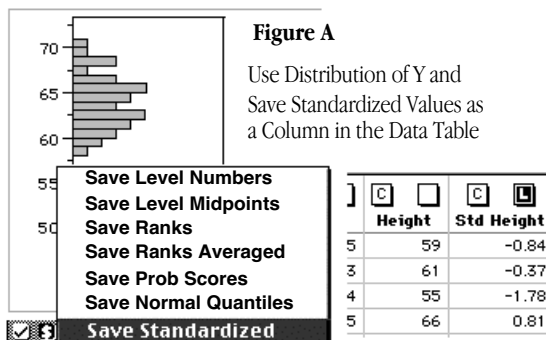 Figure A
Use Distribution of Y and
Save Standardized Values as
a Column in the Data Table
70
65
60
55
50
Save Level Numbers
Save Level Midpoints
Save Ranks
Save Ranks Averaged
Save Prob Scores
Save Normal Quantiles
Save Standardized
C C L
Height Std Height
5 59 -0.84
3 61 -0.37
4 55 -1.78
5 66 0.81